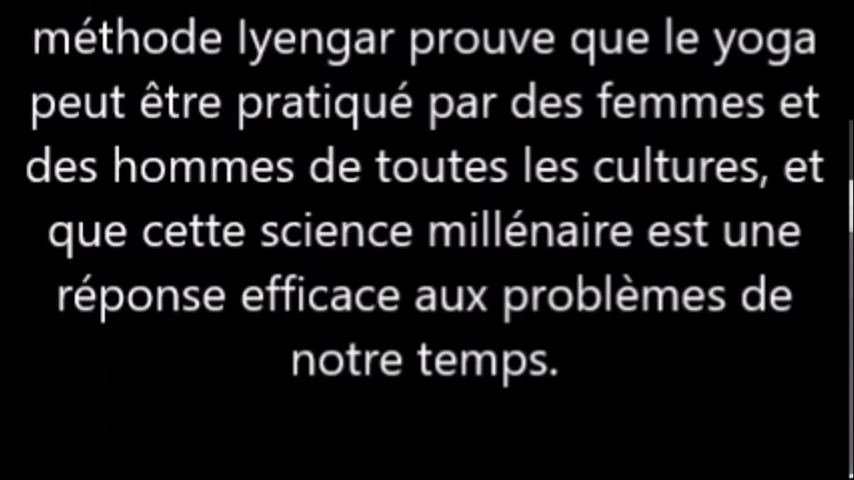 méthode Iyengar prouve que le yoga
peut être pratiqué par des femmes et
des hommes de toutes les cultures, et
que cette science millénaire est une
réponse efficace aux problèmes de
notre temps.